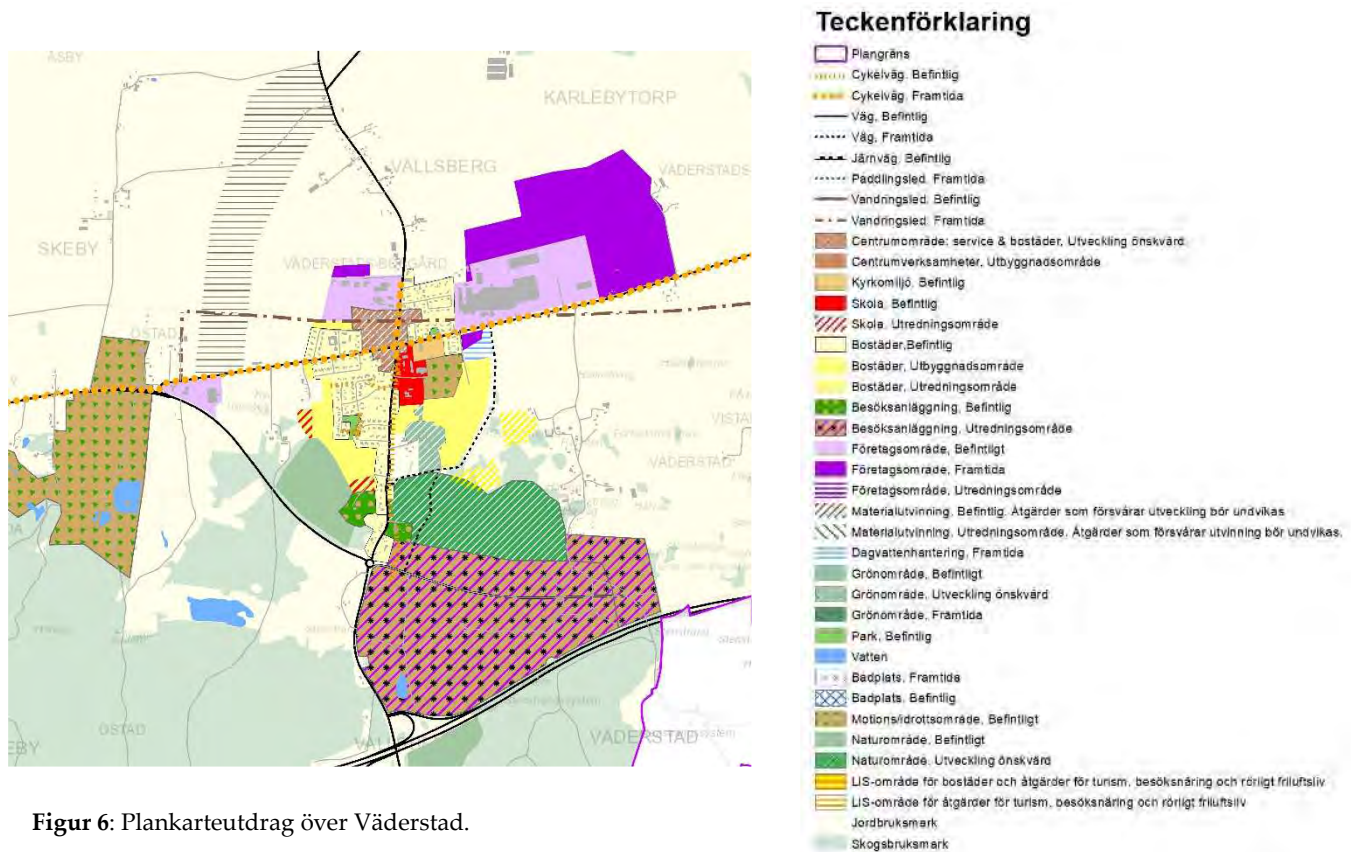 ÅSBY
KARLEBYTORP
VALLSBERG
VÄDERSTADS-
SKEBY
VÄDERSTADS-BERGÅRD
ÖSTAD
VÄDERSTAD
ÖSTAD
VALLA
VÄDERSTAD
EBY
Figur 6: Plankarteutdrag över Väderstad.
Teckenförklaring
Plangräns
Cykelväg, Befintlig
Cykelväg, Framtida
Väg, Befintlig
Väg, Framtida
Järnväg, Befintlig
Paddlingsled, Framtida
Vandringsled, Befintlig
Vandringsled, Framtida
Centrumområde: service & bostäder, Utveckling önskvärd
Centrumverksamheter, Utbyggnadsområde
Kyrkomiljö, Befintlig
Skola, Befintlig
Skola, Utredningsområde
Bostäder,Befintlig
Bostäder, Utbyggnadsområde
Bostäder, Utredningsområde
Besöksanläggning, Befintlig
Besöksanläggning, Utredningsområde
Företagsområde, Befintligt
Företagsområde, Framtida
Företagsområde, Utredningsområde
Materialutvinning, Befintlig. Åtgärder som försvårar utveckling bör undvikas
Materialutvinning, Utredningsområde. Åtgärder som försvårar utvinning bör undvikas.
Dagvattenhantering, Framtida
Grönområde, Befintligt
Grönområde, Utveckling önskvärd
Grönområde, Framtida
Park, Befintlig
Vatten
Badplats, Framtida
Badplats, Befintlig
Motions/idrottsområde, Befintligt
Naturområde, Befintligt
Naturområde, Utveckling önskvärd
LIS-område för bostäder och åtgärder för turism, besöksnäring och rörligt friluftsliv
LIS-område för åtgärder för turism, besöksnäring och rörligt friluftsliv
Jordbruksmark
Skogsbruksmark